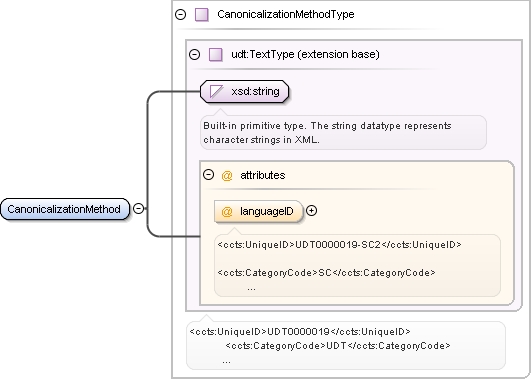 CanonicalizationMethodType
udt:TextType (extension base)
xsd:string
Built-in primitive type. The string datatype represents
character strings in XML.
@ attributes
@ languageID
<ccts:UniqueID>UDT0000019-SC2</ccts:UniqueID>
<ccts:CategoryCode>SC</ccts:CategoryCode>
...
CanonicalizationMethod
<ccts:UniqueID>UDT0000019</ccts:UniqueID>
<ccts:CategoryCode>UDT</ccts:CategoryCode>
...